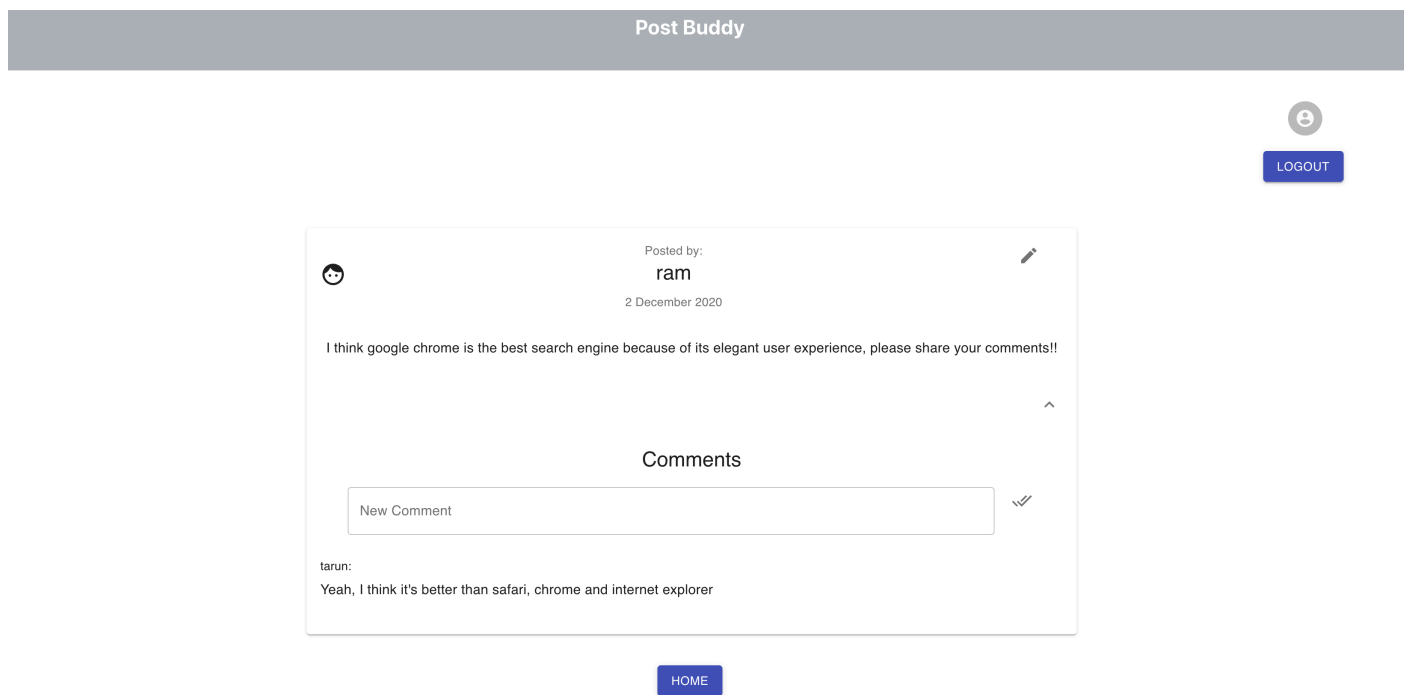 Post Buddy
LOGOUT
Posted by:
ram
2 December 2020
I think google chrome is the best search engine because of its elegant user experience, please share your comments!!
Comments
New Comment
tarun:
Yeah, I think it's better than safari, chrome and internet explorer
HOME